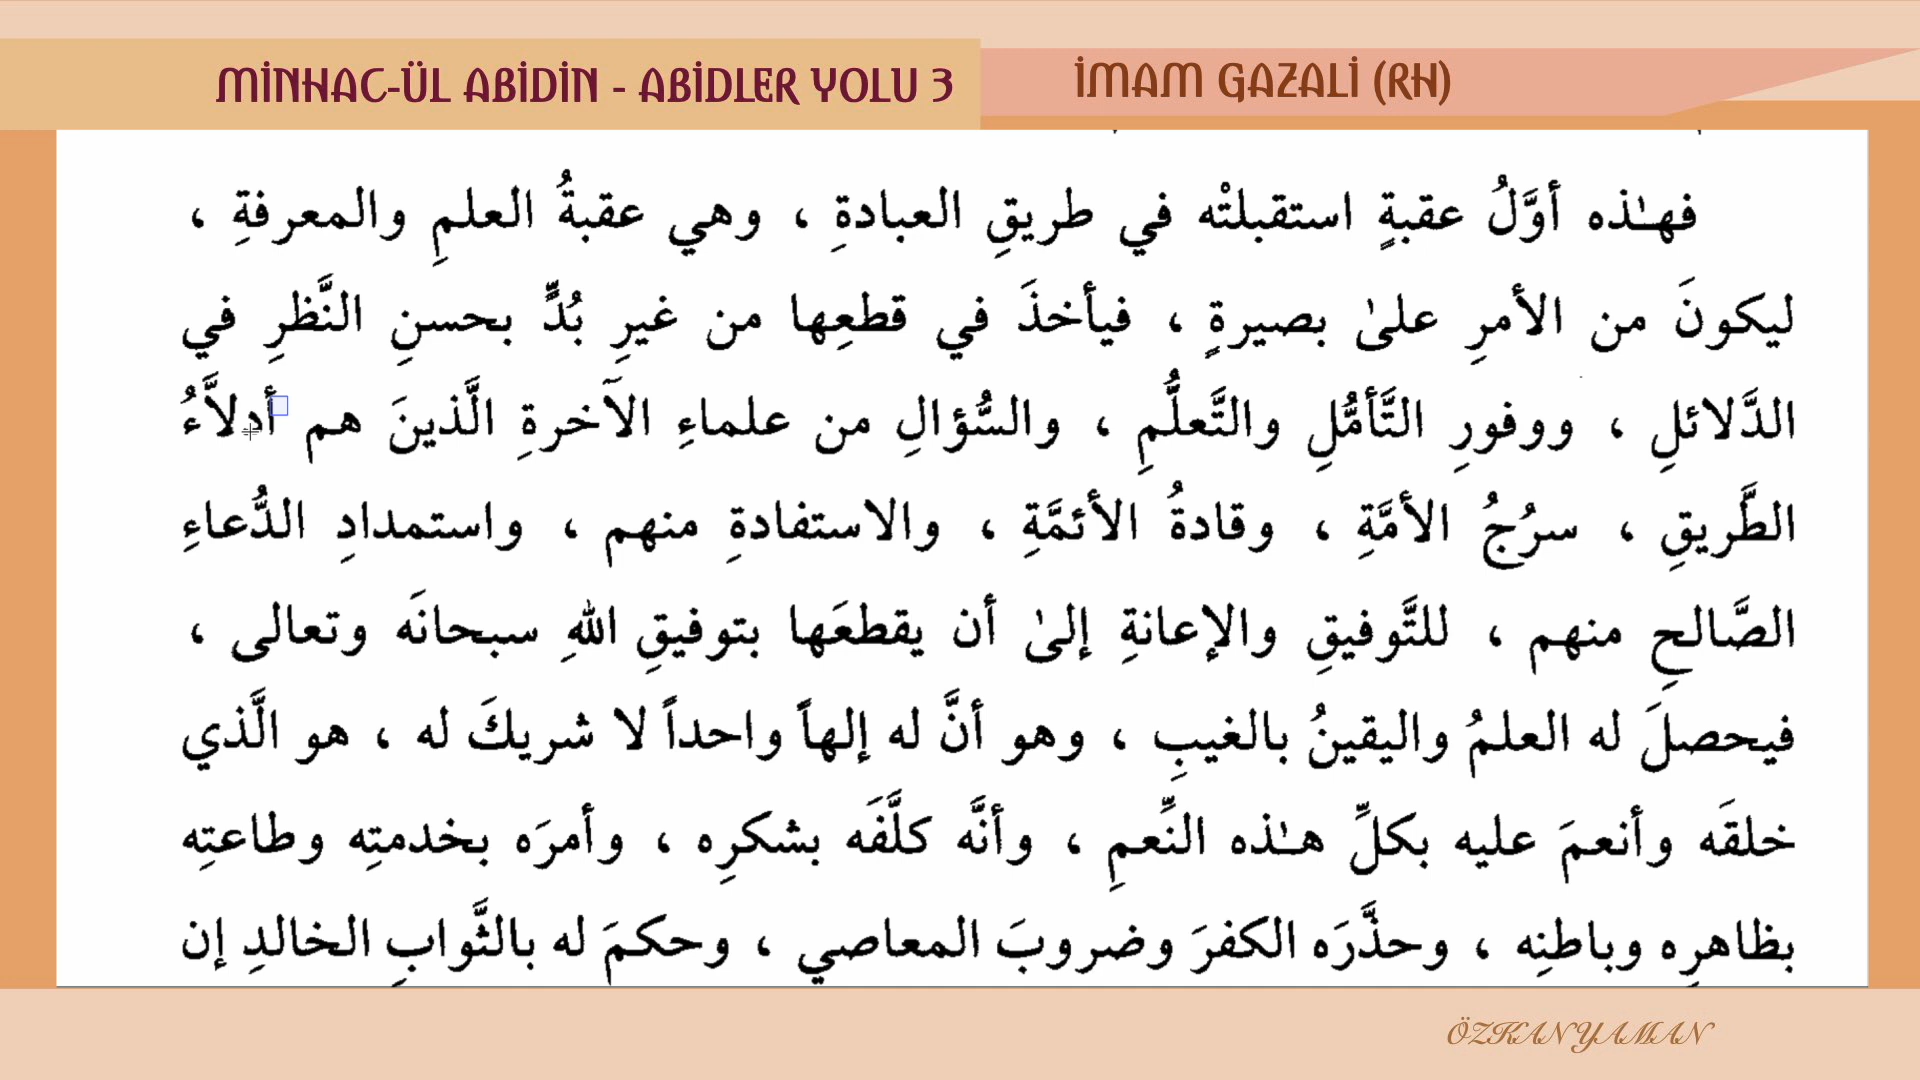 MİNHAC-ÜL ABİDİN - ABİDLER YOLU 3
İMAM GAZALİ (RH)
فهـٰذه أوَّلُ عقبةٍ استقبلتْه في طريقِ العبادةِ ، وهي عقبةُ العلمِ والمعرفةِ ،
ليكونَ من الأمرِ علىٰ بصيرةٍ ، فيأخذَ في قطعِها من غيرِ بُدٍّ بحسنِ النَّظرِ في
الدَّلائلِ ، ووفورِ التَّأمُّلِ والتَّعلُّمِ ، والسُّؤالِ من علماءِ الآخرةِ الَّذينَ هم أدلاَّءُ
الطَّريقِ ، سرُجُ الأمَّةِ ، وقادةُ الأئمَّةِ ، والاستفادةِ منهم ، واستمدادِ الدُّعاءِ
الصَّالحِ منهم ، للتَّوفيقِ والإعانةِ إلىٰ أن يقطعَها بتوفيقِ اللهِ سبحانَه وتعالى ،
فيحصلَ له العلمُ واليقينُ بالغيبِ ، وهو أنَّ له إلهاً واحداً لا شريكَ له ، هو الَّذي
خلقَه وأنعمَ عليه بكلِّ هـٰذه النِّعمِ ، وأنَّه كلَّفَه بشكرِه ، وأمرَه بخدمتِه وطاعتِه
بظاهرِه وباطنِه ، وحذَّرَه الكفرَ وضروبَ المعاصي ، وحكمَ له بالثَّوابِ الخالدِ إن
ÖZKAN YAMAN